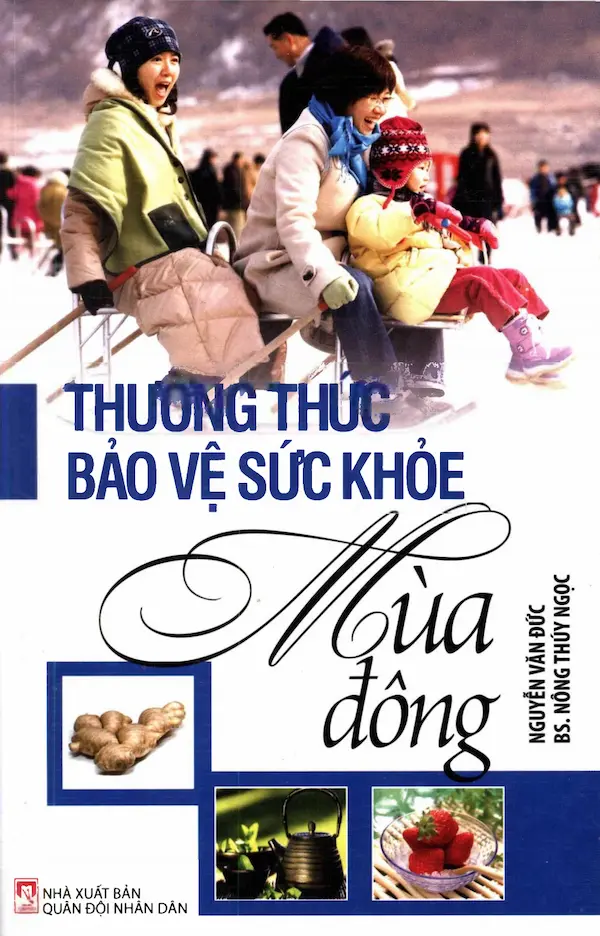 THƯỜNG THỨC
BẢO VỆ SỨC KHỎE
Mùa
đông
NGUYỄN VĂN ĐỨC
BS. NÔNG THÚY NGỌC
NHÀ XUẤT BẢN
QUÂN ĐỘI NHÂN DÂN